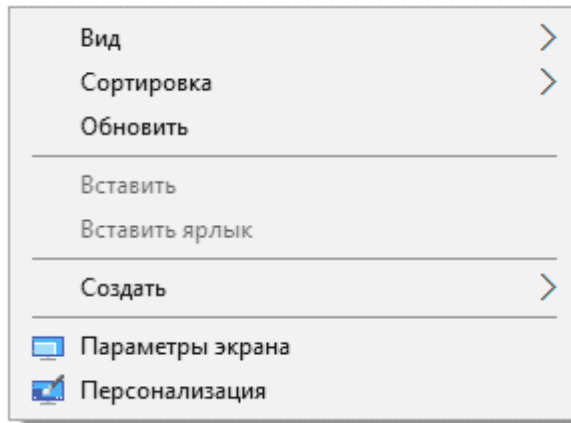 Вид
Сортировка
Обновить
Вставить
Вставить ярлык
Создать
Параметры экрана
Персонализация